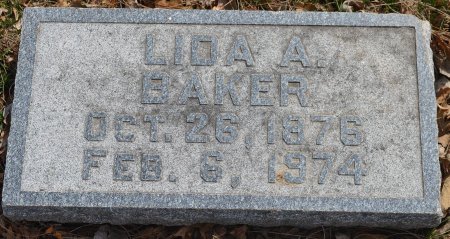 LIDA A.
BAKER
OCT. 26, 1876
FEB. 6, 1974